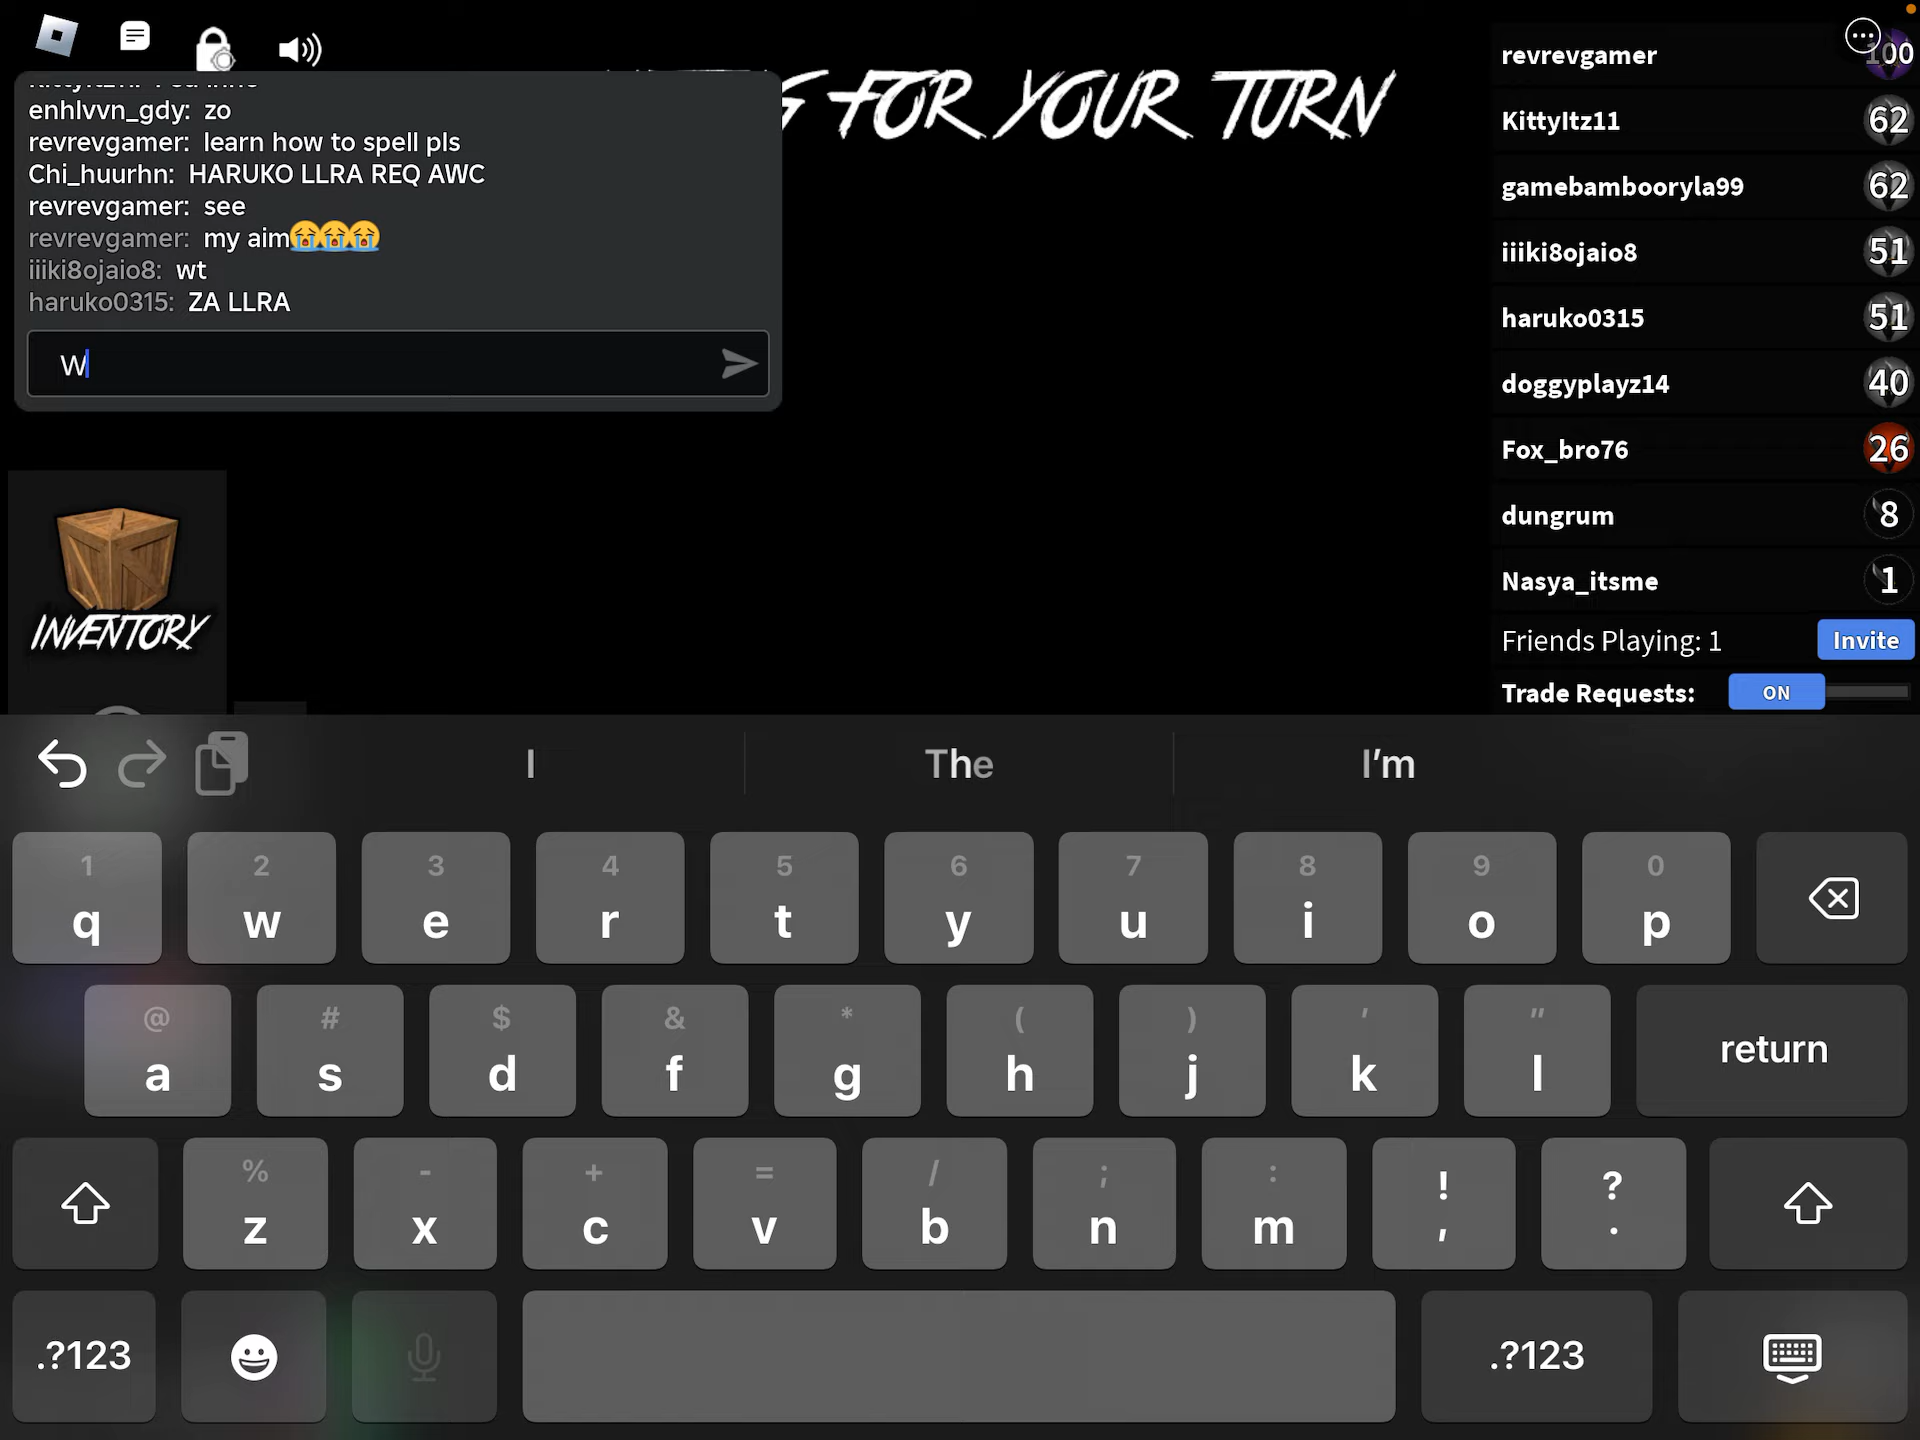 FOR YOUR TURN
enhlvvn_gdy: zo
revrevgamer: learn how to spell pls
Chi_huurhn: HARUKO LLRA REQ AWC
revrevgamer: see
revrevgamer: my aim😭😭😭
iiiki8ojaio8: wt
haruko0315: ZA LLRA
W
INVENTORY
revrevgamer 100
KittyItz11 62
gamebambooryla99 62
iiiki8ojaio8 51
haruko0315 51
doggyplayz14 40
Fox_bro76 26
dungrum 8
Nasya_itsme 1
Friends Playing: 1 Invite
Trade Requests: ON
I The I'm
1 2 3 4 5 6 7 8 9 0
q w e r t y u i o p
@ # $ & * ( ) ' "
a s d f g h j k l return
% - + = / ; : ! ?
z x c v b n m , .
.?123 .?123